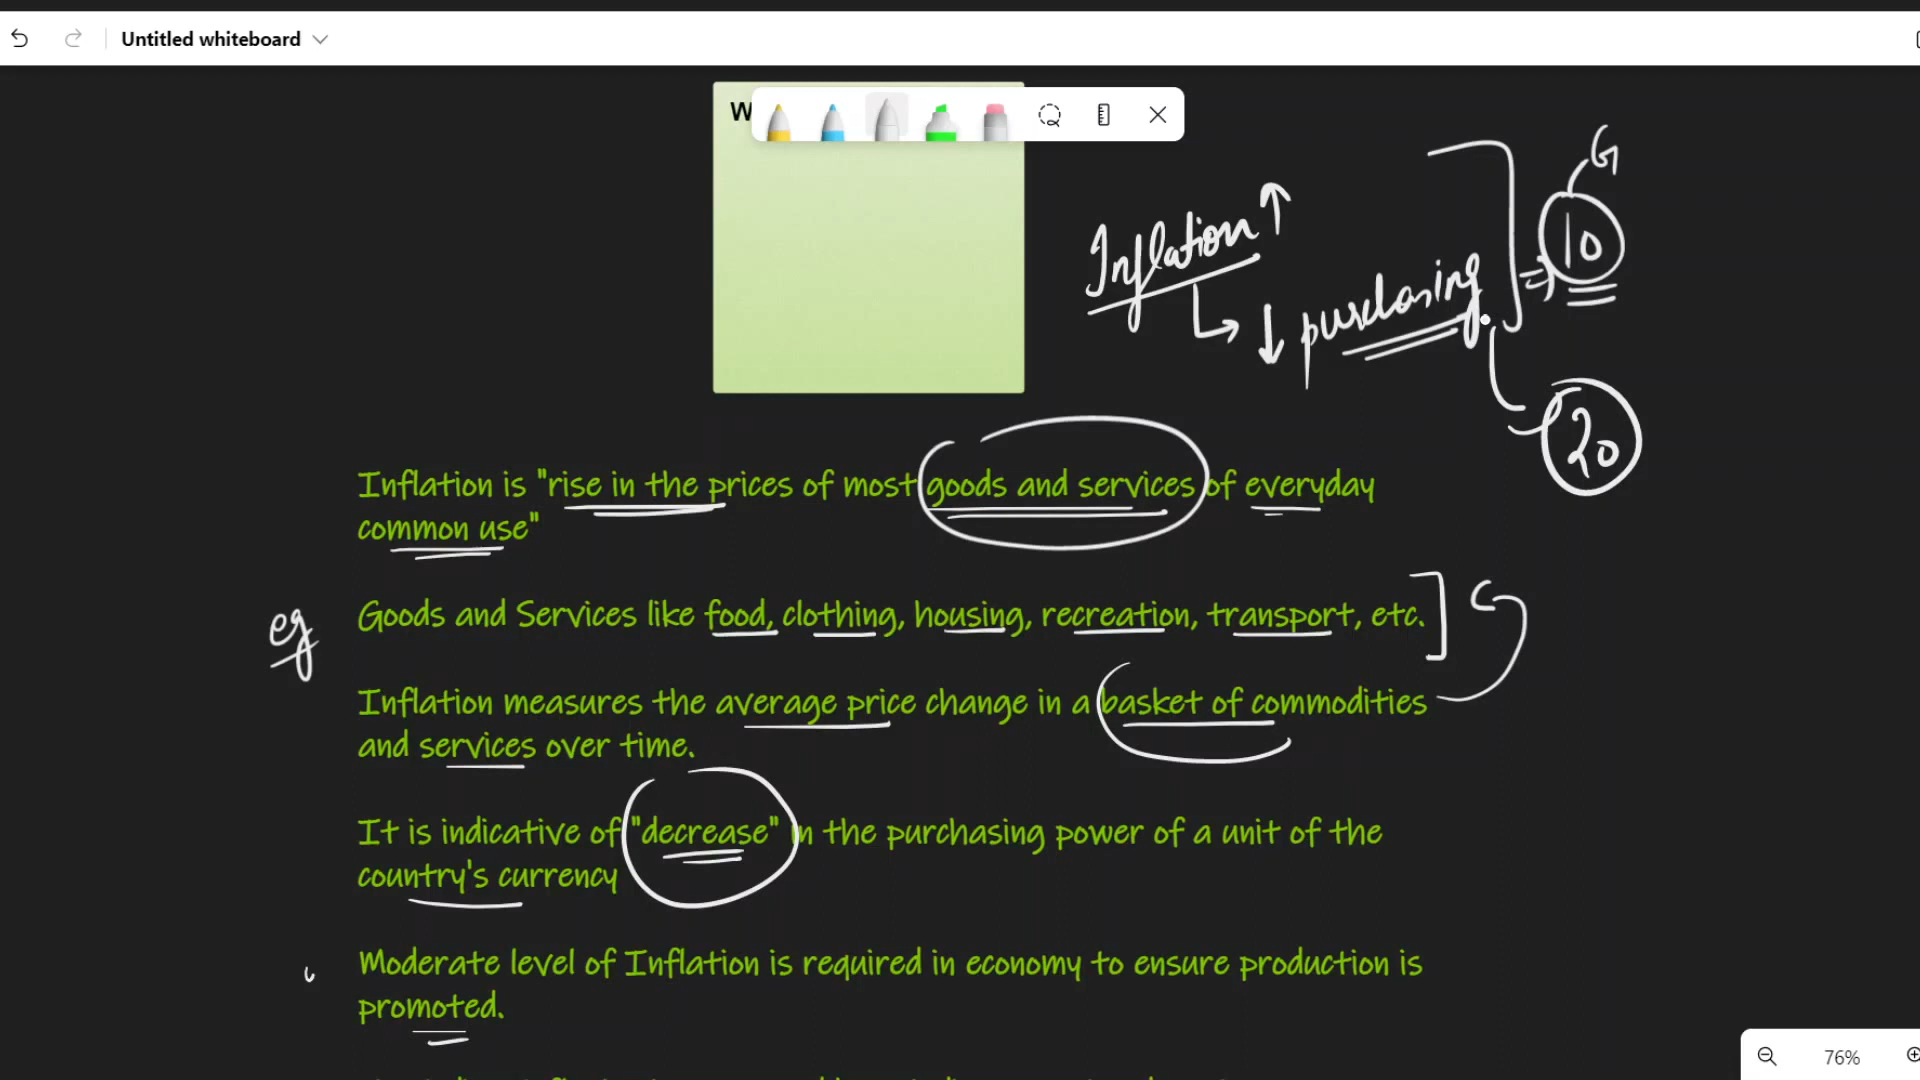 Untitled whiteboard
W
G
Inflation ↑
10
↓ purchasing
20
Inflation is "rise in the prices of most goods and services of everyday
common use"
eg
Goods and Services like food, clothing, housing, recreation, transport, etc.
Inflation measures the average price change in a basket of commodities
and services over time.
It is indicative of "decrease" in the purchasing power of a unit of the
country's currency
Moderate level of Inflation is required in economy to ensure production is
promoted.
76%